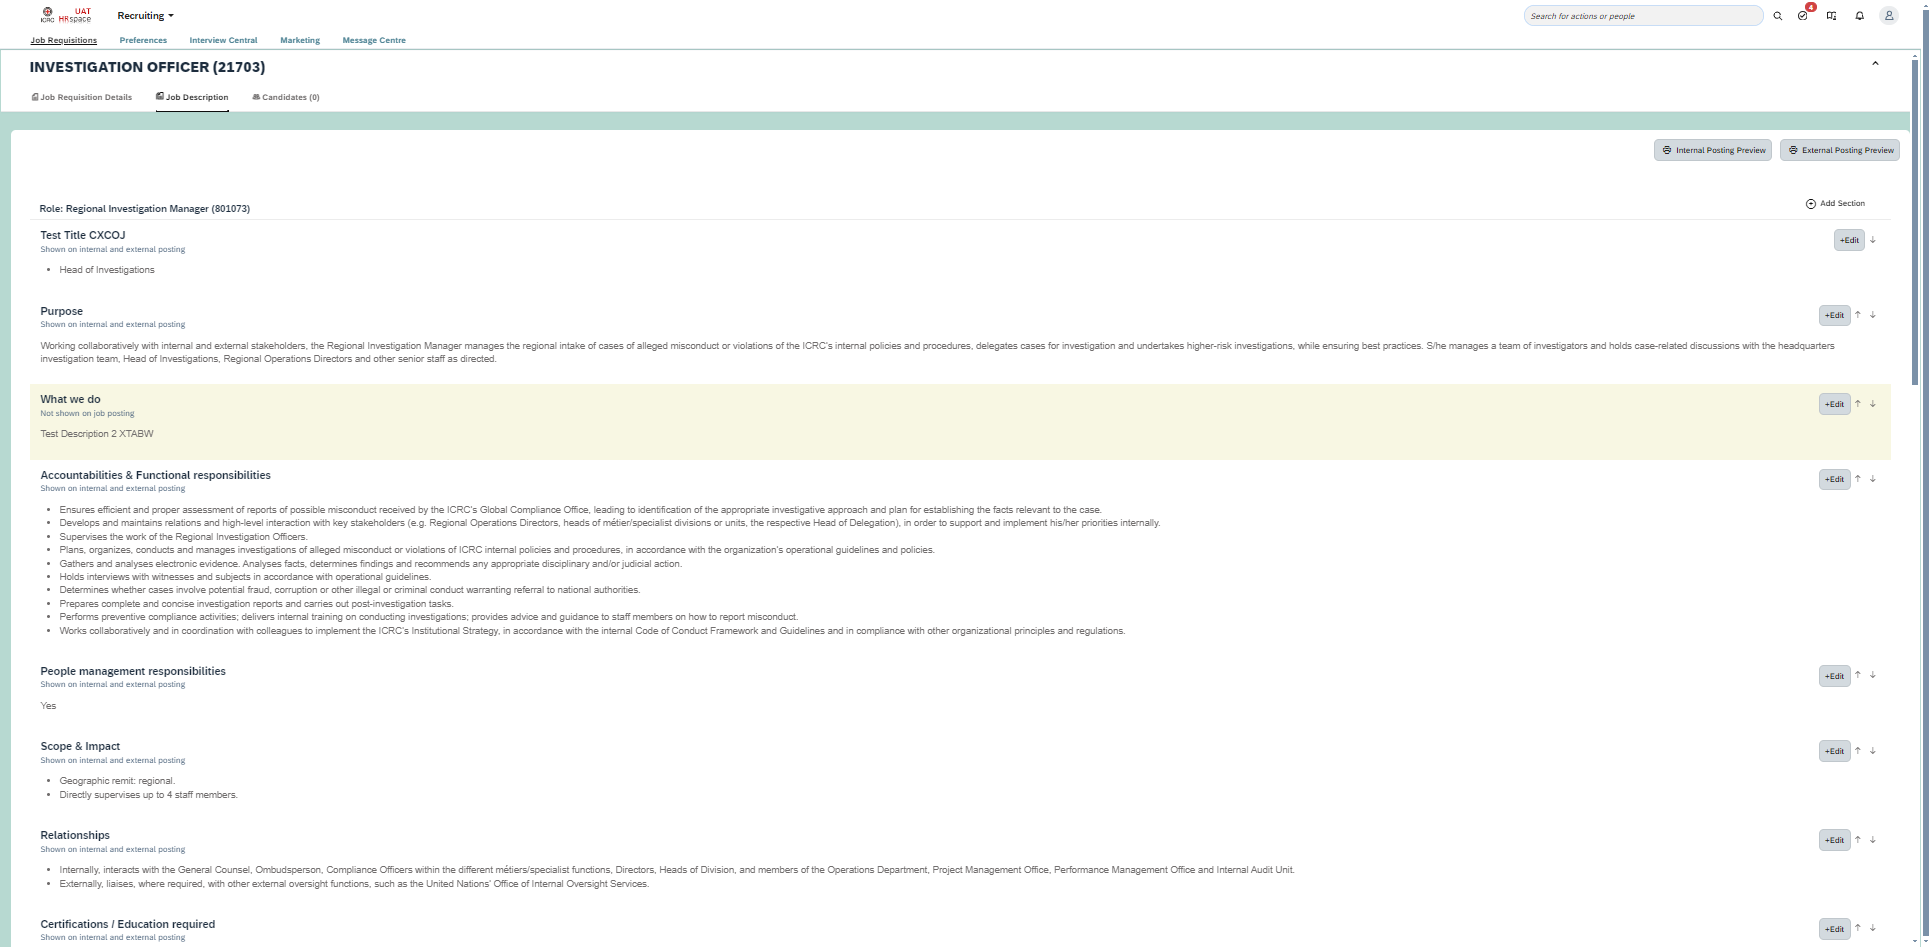 UAT
ICRC HRspace
Recruiting
Search for actions or people
4
Job Requisitions
Preferences
Interview Central
Marketing
Message Centre
INVESTIGATION OFFICER (21703)
Job Requisition Details
Job Description
Candidates (0)
Internal Posting Preview
External Posting Preview
Role: Regional Investigation Manager (801073)
Add Section
Test Title CXCOJ
+Edit
Shown on internal and external posting
• Head of Investigations
Purpose
+Edit
Shown on internal and external posting
Working collaboratively with internal and external stakeholders, the Regional Investigation Manager manages the regional intake of cases of alleged misconduct or violations of the ICRC's internal policies and procedures, delegates cases for investigation and undertakes higher-risk investigations, while ensuring best practices. S/he manages a team of investigators and holds case-related discussions with the headquarters
investigation team, Head of Investigations, Regional Operations Directors and other senior staff as directed.
What we do
+Edit
Not shown on job posting
Test Description 2 XTABW
Accountabilities & Functional responsibilities
+Edit
Shown on internal and external posting
• Ensures efficient and proper assessment of reports of possible misconduct received by the ICRC's Global Compliance Office, leading to identification of the appropriate investigative approach and plan for establishing the facts relevant to the case.
• Develops and maintains relations and high-level interaction with key stakeholders (e.g. Regional Operations Directors, heads of métier/specialist divisions or units, the respective Head of Delegation), in order to support and implement his/her priorities internally.
• Supervises the work of the Regional Investigation Officers.
• Plans, organizes, conducts and manages investigations of alleged misconduct or violations of ICRC internal policies and procedures, in accordance with the organization's operational guidelines and policies.
• Gathers and analyses electronic evidence. Analyses facts, determines findings and recommends any appropriate disciplinary and/or judicial action.
• Holds interviews with witnesses and subjects in accordance with operational guidelines.
• Determines whether cases involve potential fraud, corruption or other illegal or criminal conduct warranting referral to national authorities.
• Prepares complete and concise investigation reports and carries out post-investigation tasks.
• Performs preventive compliance activities; delivers internal training on conducting investigations; provides advice and guidance to staff members on how to report misconduct.
• Works collaboratively and in coordination with colleagues to implement the ICRC's Institutional Strategy, in accordance with the internal Code of Conduct Framework and Guidelines and in compliance with other organizational principles and regulations.
People management responsibilities
+Edit
Shown on internal and external posting
Yes
Scope & Impact
+Edit
Shown on internal and external posting
• Geographic remit: regional.
• Directly supervises up to 4 staff members.
Relationships
+Edit
Shown on internal and external posting
• Internally, interacts with the General Counsel, Ombudsperson, Compliance Officers within the different métiers/specialist functions, Directors, Heads of Division, and members of the Operations Department, Project Management Office, Performance Management Office and Internal Audit Unit.
• Externally, liaises, where required, with other external oversight functions, such as the United Nations' Office of Internal Oversight Services.
Certifications / Education required
+Edit
Shown on internal and external posting